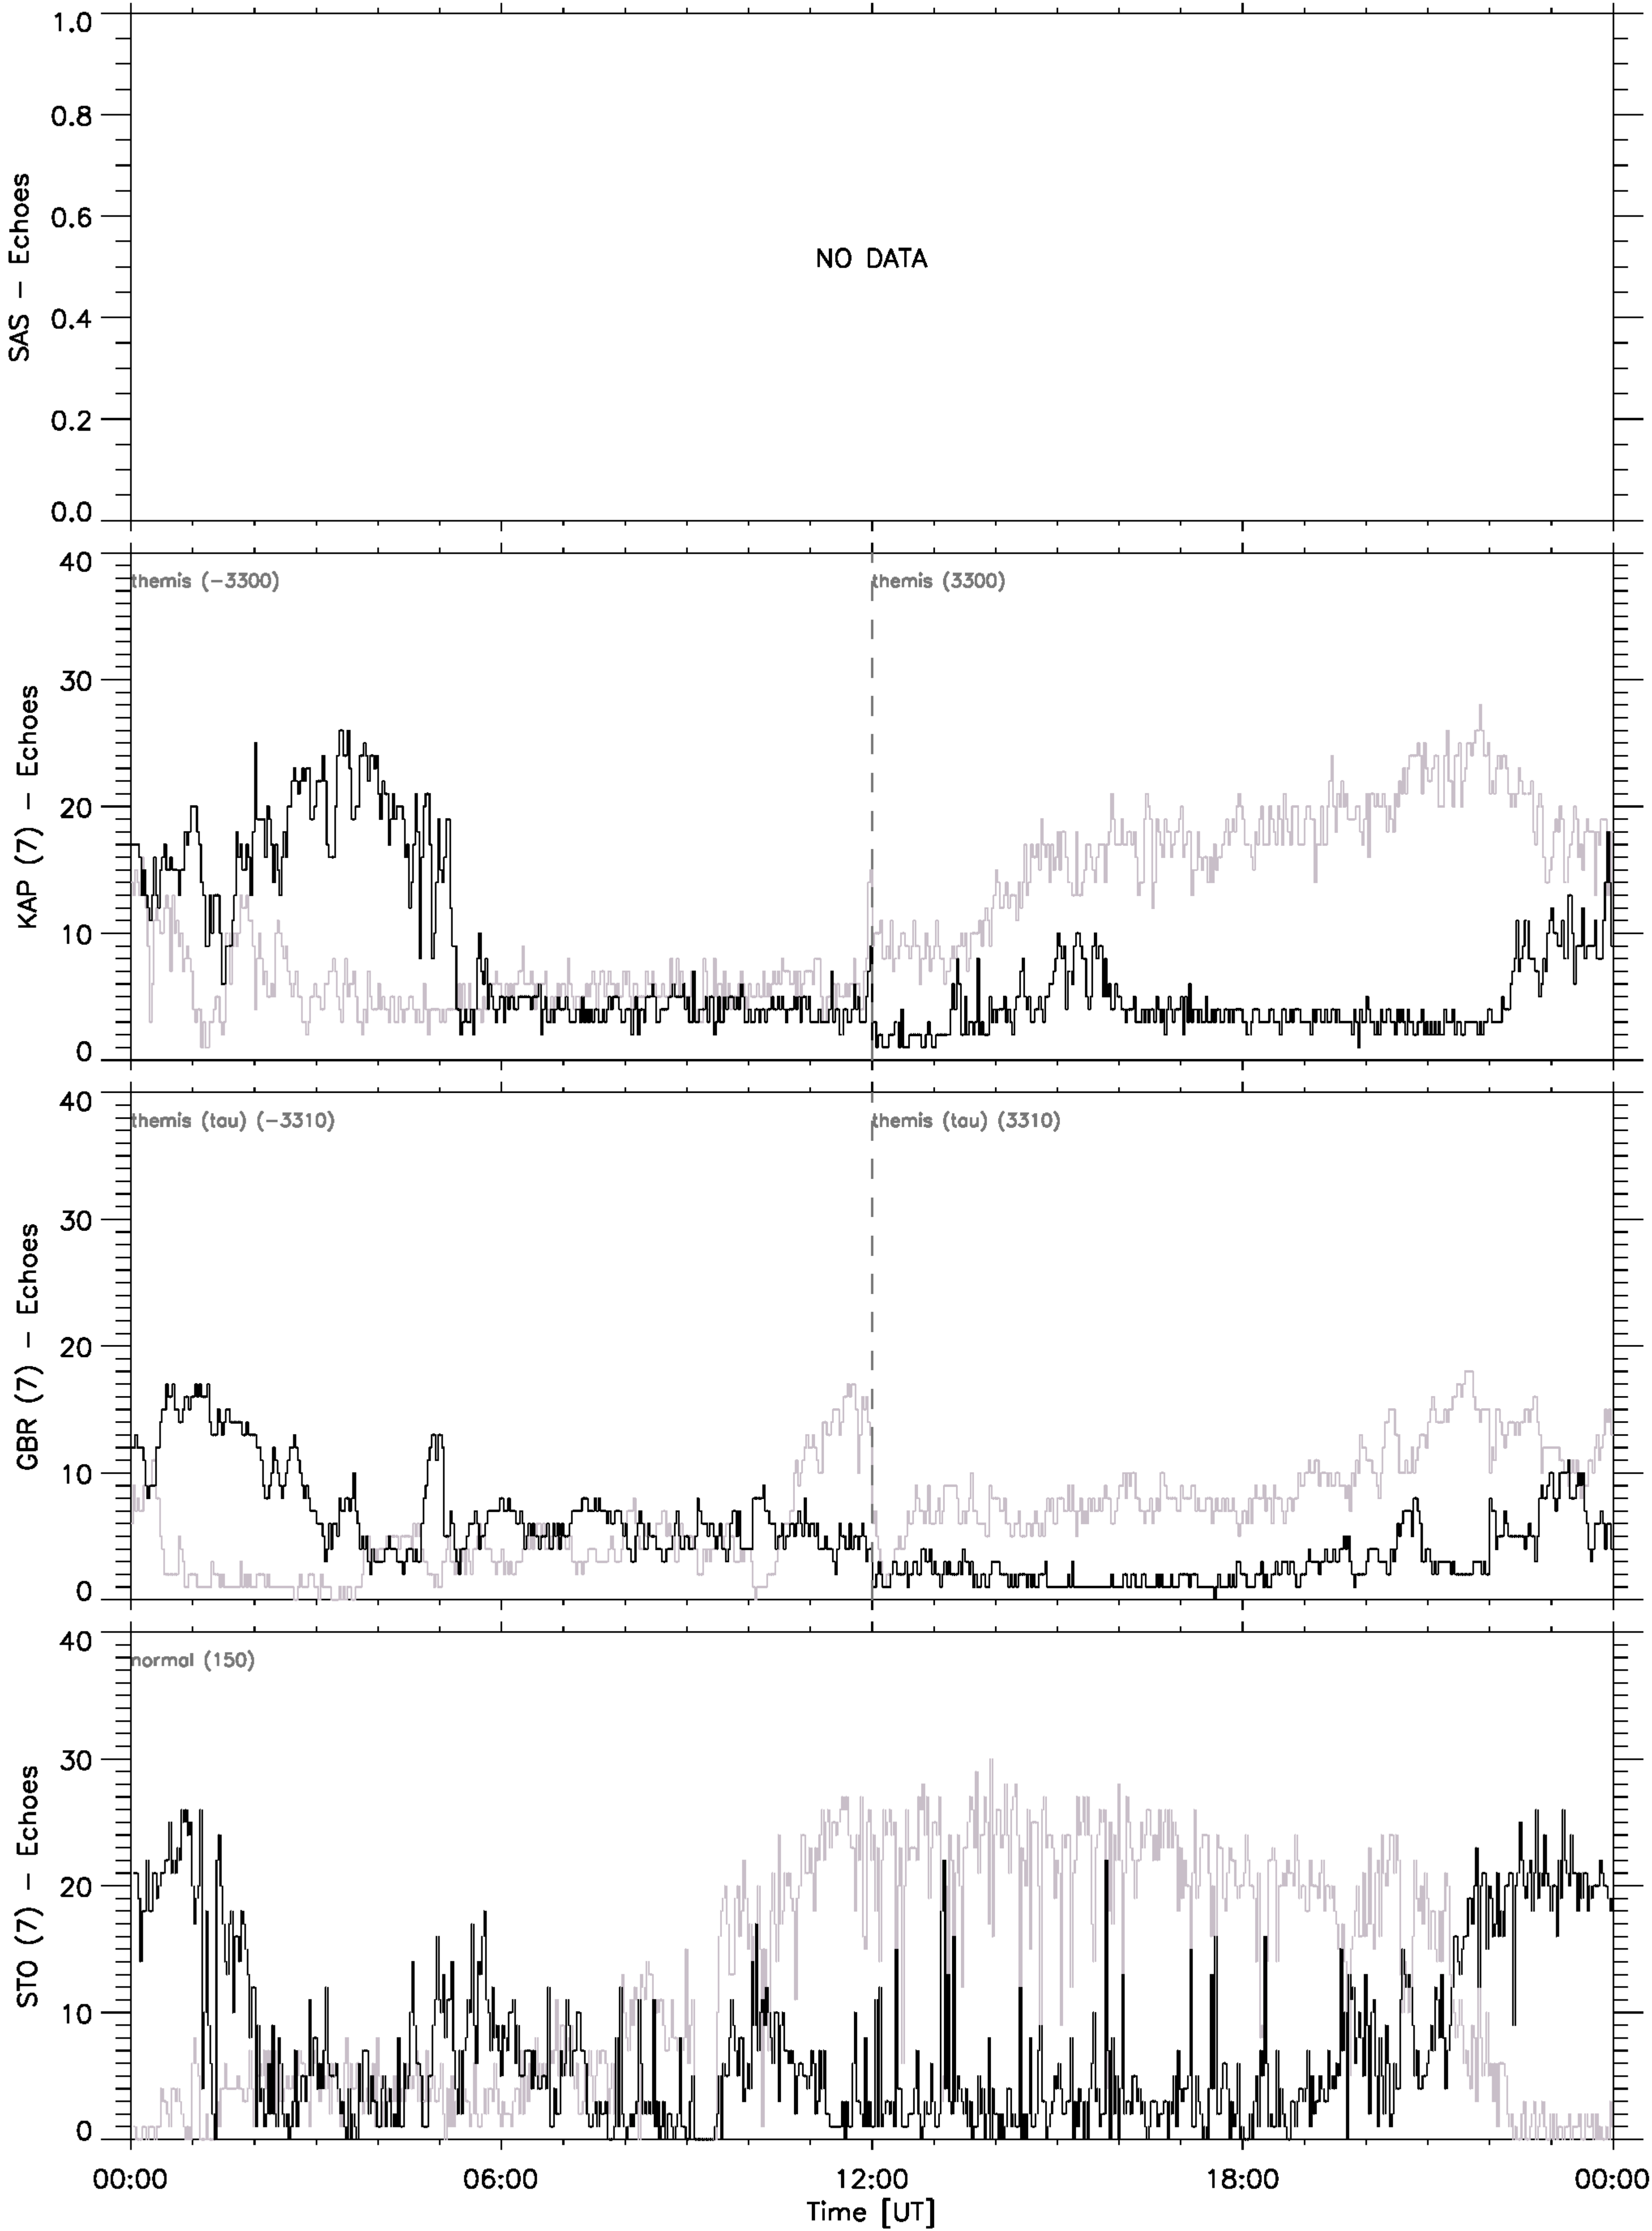 1.0
0.8
0.6
0.4
0.2
0.0
SAS - Echoes
NO DATA
40
30
20
10
0
KAP (7) - Echoes
themis (-3300)
themis (3300)
40
30
20
10
0
GBR (7) - Echoes
themis (tau) (-3310)
themis (tau) (3310)
40
30
20
10
0
STO (7) - Echoes
normal (150)
00:00 06:00 12:00 18:00 00:00
Time [UT]